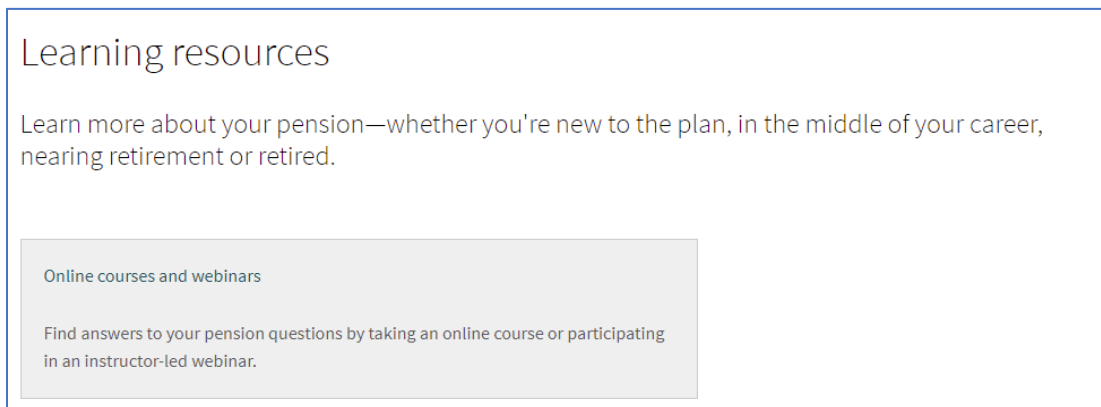 Learning resources
Learn more about your pension—whether you're new to the plan, in the middle of your career,
nearing retirement or retired.
Online courses and webinars
Find answers to your pension questions by taking an online course or participating
in an instructor-led webinar.